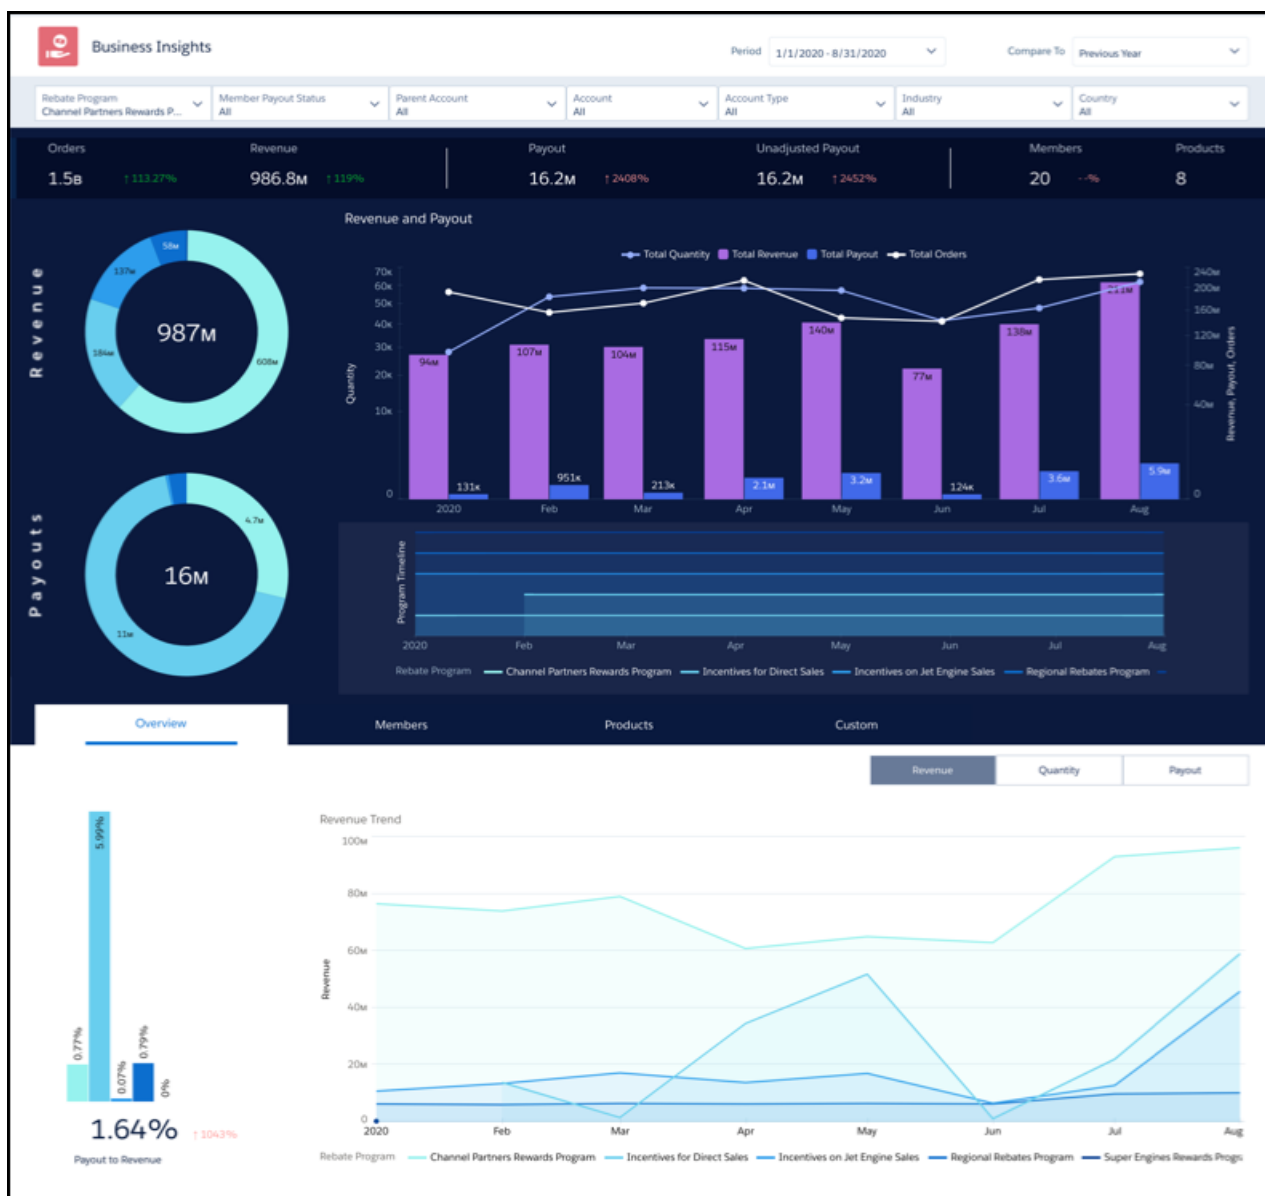 Business Insights
Period 1/1/2020 - 8/31/2020 Compare To Previous Year
Rebate Program Member Payout Status Parent Account Account Account Type Industry Country
Channel Partners Rewards P... All All All All All All
Orders Revenue Payout Unadjusted Payout Members Products
1.5B ↑113.27% 986.8M ↑119% 16.2M ↑2408% 16.2M ↑2452% 20 --% 8
Revenue
58M
137M
987M
184M
608M
Revenue and Payout
Total Quantity Total Revenue Total Payout Total Orders
70K
60K
50K
40K
30K
20K
10K
0
Quantity
240M
200M
160M
120M
80M
40M
0
Revenue, Payout, Orders
94M 107M 104M 115M 140M 77M 138M 211M
131K 951K 213K 2.1M 3.2M 124K 3.6M 5.9M
2020 Feb Mar Apr May Jun Jul Aug
Payouts
4.7M
16M
11M
Program Timeline
2020 Feb Mar Apr May Jun Jul Aug
Rebate Program Channel Partners Rewards Program Incentives for Direct Sales Incentives on Jet Engine Sales Regional Rebates Program
Overview Members Products Custom
Revenue Quantity Payout
0.77%
5.99%
0.07%
0.79%
0%
1.64% ↑1043%
Payout to Revenue
Revenue Trend
100M
80M
60M
40M
20M
0
Revenue
2020 Feb Mar Apr May Jun Jul Aug
Rebate Program Channel Partners Rewards Program Incentives for Direct Sales Incentives on Jet Engine Sales Regional Rebates Program Super Engines Rewards Progr